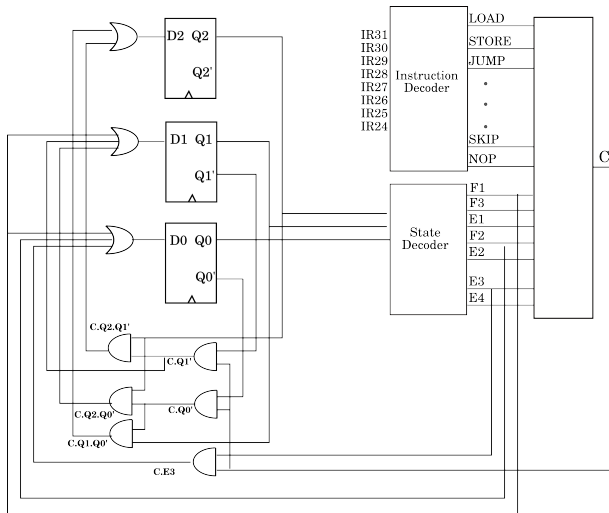 D2 Q2
Q2'
D1 Q1
Q1'
D0 Q0
Q0'
IR31
IR30
IR29
IR28
IR27
IR26
IR25
IR24
Instruction
Decoder
LOAD
STORE
JUMP
SKIP
NOP
C
State
Decoder
F1
F3
E1
F2
E2
E3
E4
C.Q2.Q1'
C.Q1'
C.Q2.Q0'
C.Q0'
C.Q1.Q0'
C.E3